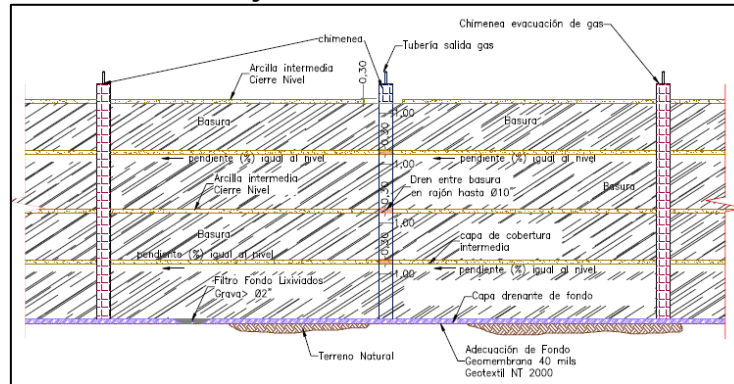 Chimenea evacuación de gas
chimenea
Tubería salida gas
Arcilla intermedia
Cierre Nivel
0,30
Basura
1,00
Basura
0,30
pendiente (%) igual al nivel
pendiente (%) igual al nivel
1,00
Arcilla intermedia
Cierre Nivel
Dren entre basura
en rajón hasta Ø10"
Basura
0,30
1,00
Basura
capa de cobertura
intermedia
0,30
pendiente (%) igual al nivel
pendiente (%) igual al nivel
1,00
Filtro Fondo Lixiviados
Grava> Ø2"
Capa drenante de fondo
Terreno Natural
Adecuación de Fondo
Geomembrana 40 mils
Geotextil NT 2000